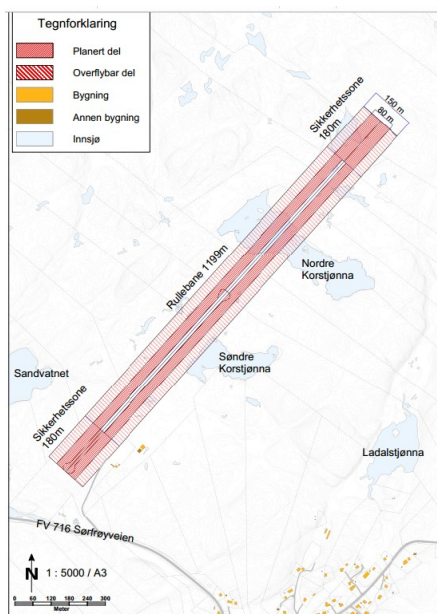 Tegnforklaring
Planert del
Overflybar del
Bygning
Annen bygning
Innsjø
Sikkerhetssone
180m
150 m
80 m
Rullebane 1199m
Nordre
Korstjønna
Søndre
Korstjønna
Sandvatnet
Sikkerhetssone
180m
Ladalstjønna
FV 716 Sørfrøyveien
N
1 : 5000 / A3
0 60 120 180 240 300
Meter